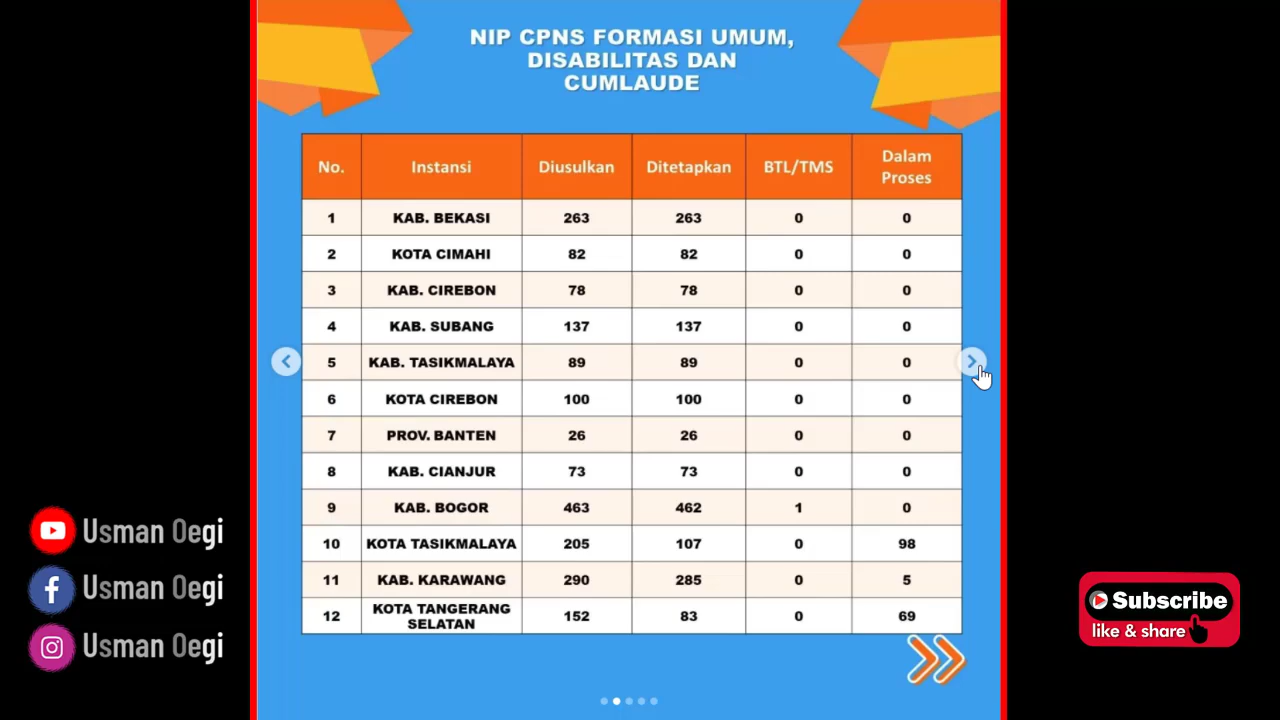 NIP CPNS FORMASI UMUM,
DISABILITAS DAN
CUMLAUDE
No. Instansi Diusulkan Ditetapkan BTL/TMS Dalam Proses
1 KAB. BEKASI 263 263 0 0
2 KOTA CIMAHI 82 82 0 0
3 KAB. CIREBON 78 78 0 0
4 KAB. SUBANG 137 137 0 0
5 KAB. TASIKMALAYA 89 89 0 0
6 KOTA CIREBON 100 100 0 0
7 PROV. BANTEN 26 26 0 0
8 KAB. CIANJUR 73 73 0 0
9 KAB. BOGOR 463 462 1 0
10 KOTA TASIKMALAYA 205 107 0 98
11 KAB. KARAWANG 290 285 0 5
12 KOTA TANGERANG SELATAN 152 83 0 69
Usman Oegi
Usman Oegi
Usman Oegi
Subscribe
like & share